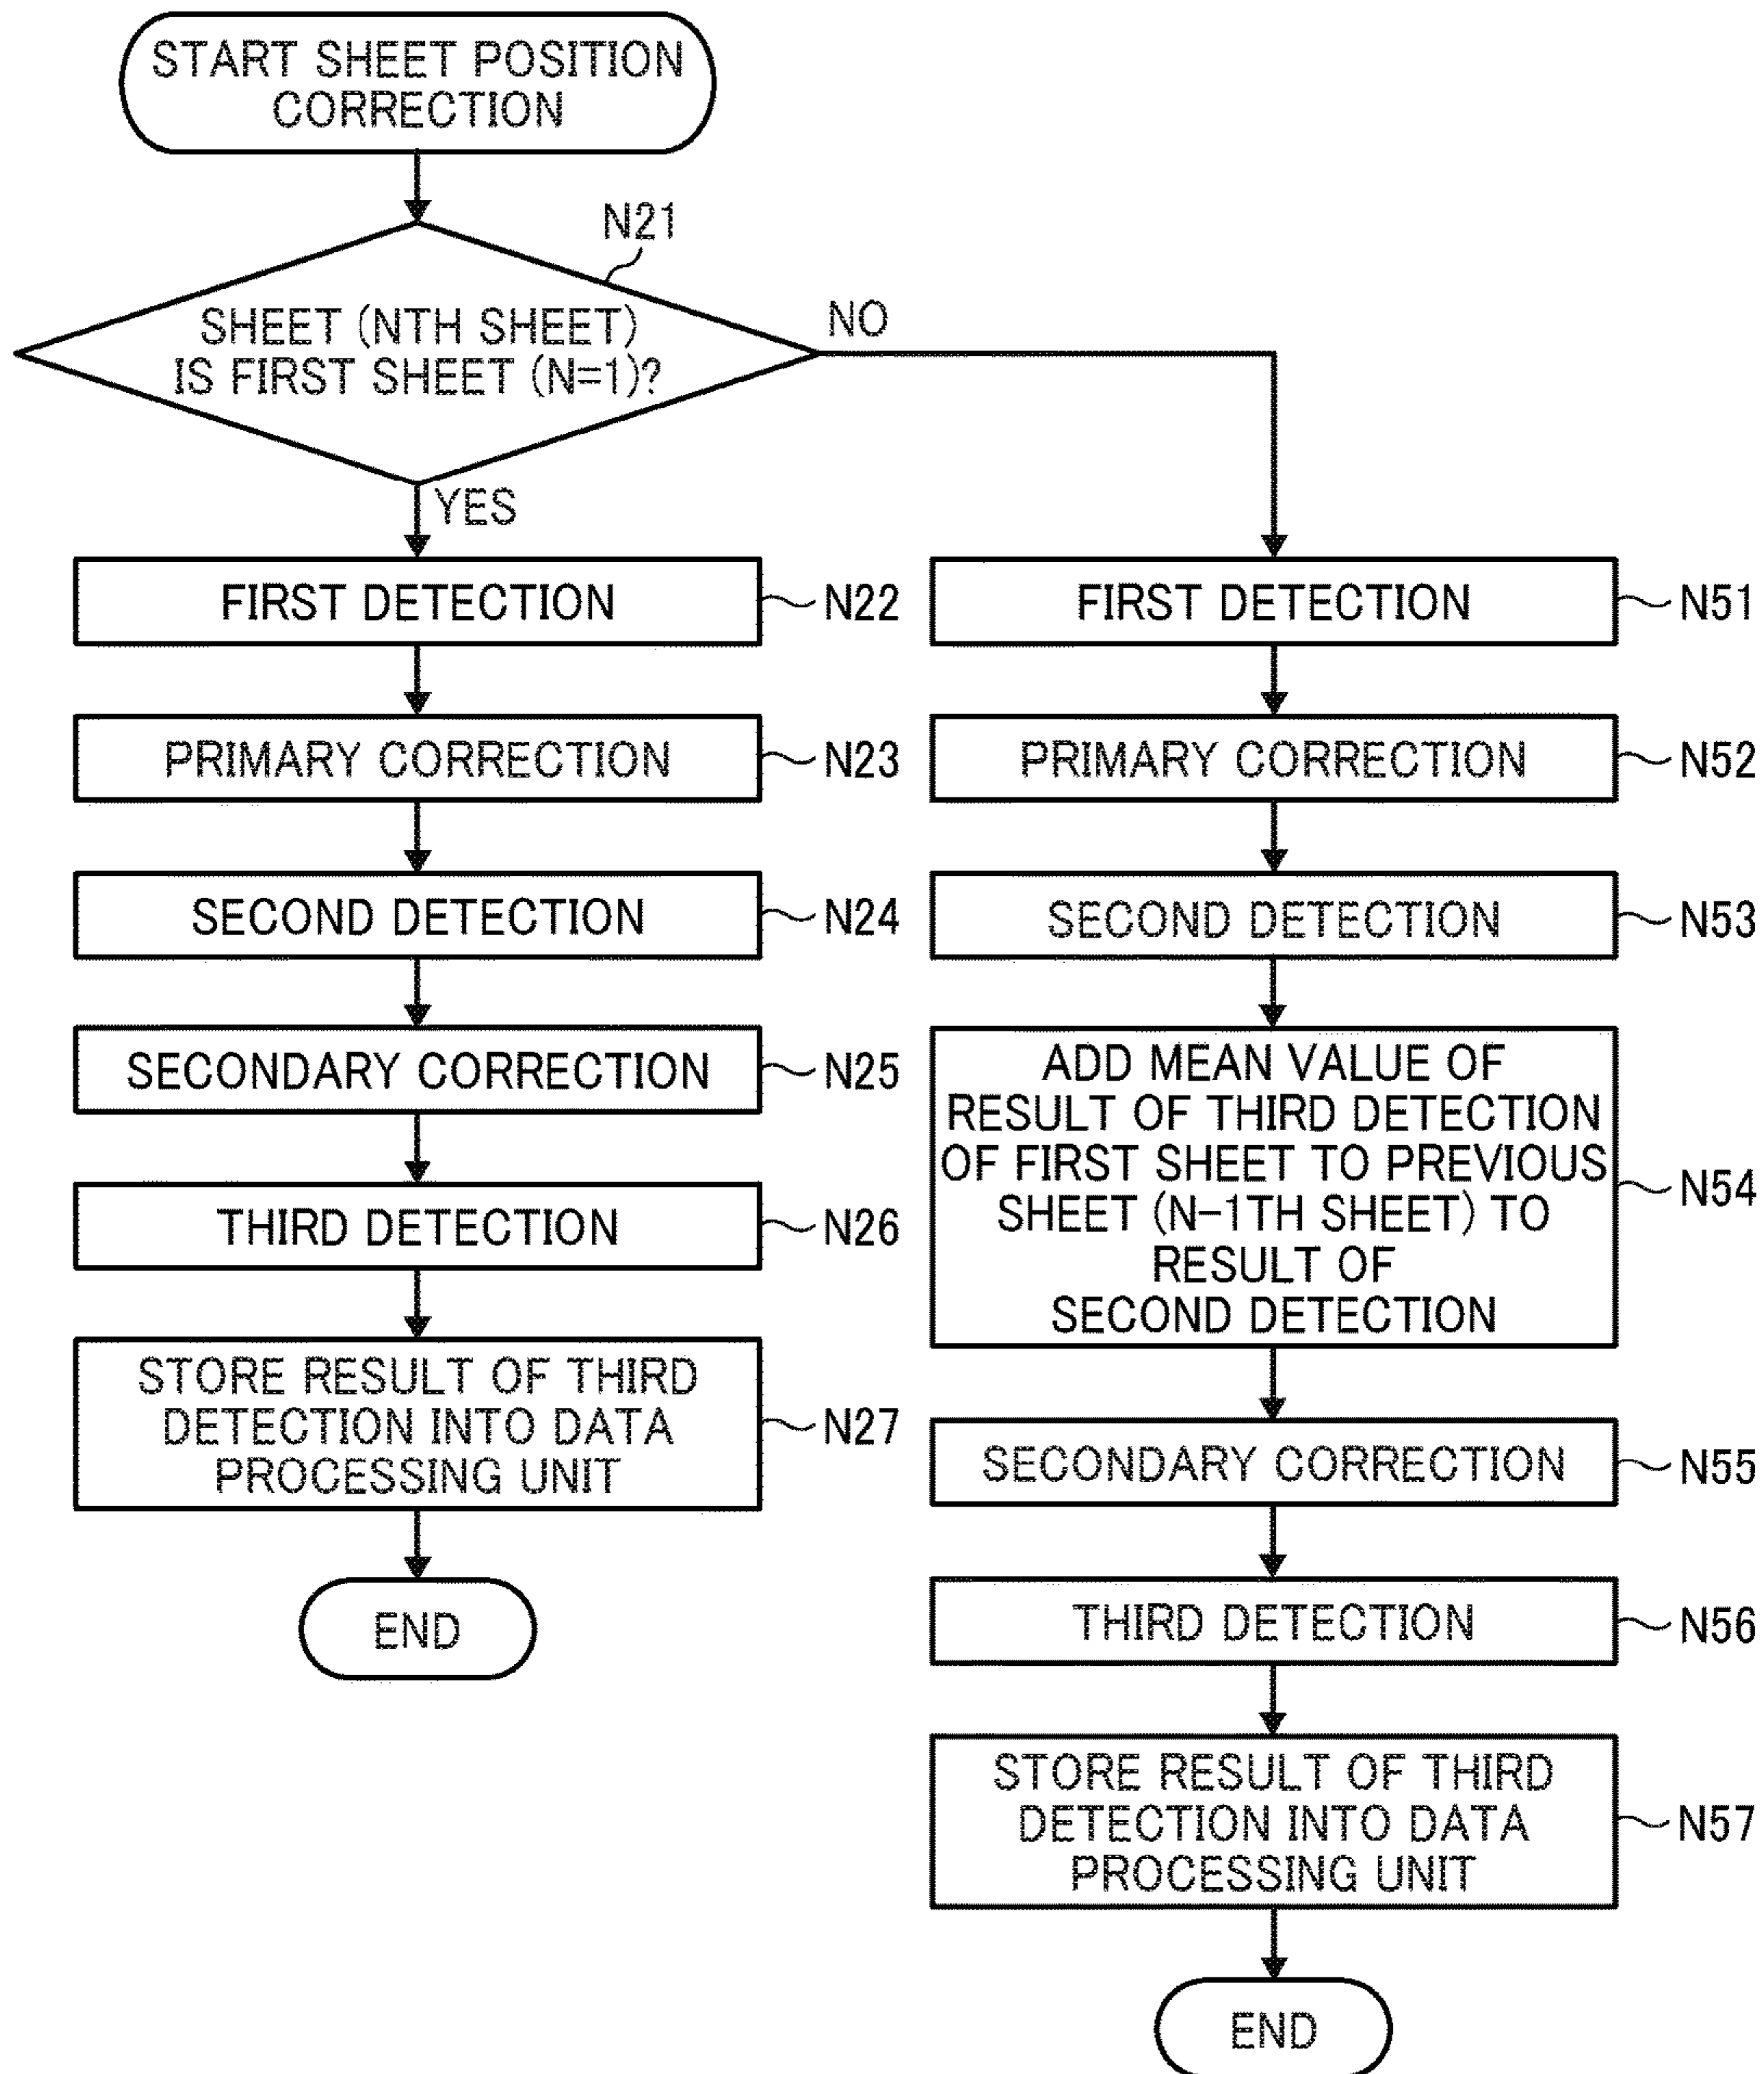 START SHEET POSITION
CORRECTION
N21
SHEET (NTH SHEET)
IS FIRST SHEET (N=1)?
NO
YES
FIRST DETECTION
N22
PRIMARY CORRECTION
N23
SECOND DETECTION
N24
SECONDARY CORRECTION
N25
THIRD DETECTION
N26
STORE RESULT OF THIRD
DETECTION INTO DATA
PROCESSING UNIT
N27
END
FIRST DETECTION
N51
PRIMARY CORRECTION
N52
SECOND DETECTION
N53
ADD MEAN VALUE OF
RESULT OF THIRD DETECTION
OF FIRST SHEET TO PREVIOUS
SHEET (N-1TH SHEET) TO
RESULT OF
SECOND DETECTION
N54
SECONDARY CORRECTION
N55
THIRD DETECTION
N56
STORE RESULT OF THIRD
DETECTION INTO DATA
PROCESSING UNIT
N57
END